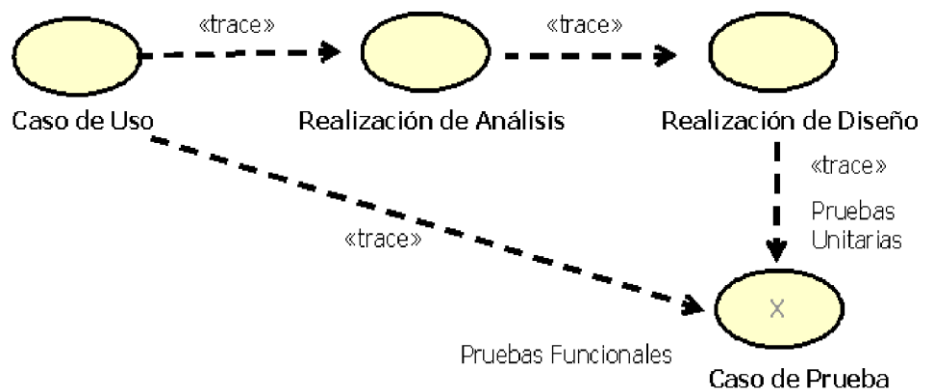 «trace»
«trace»
Caso de Uso
Realización de Análisis
Realización de Diseño
«trace»
Pruebas
Unitarias
«trace»
X
Pruebas Funcionales
Caso de Prueba